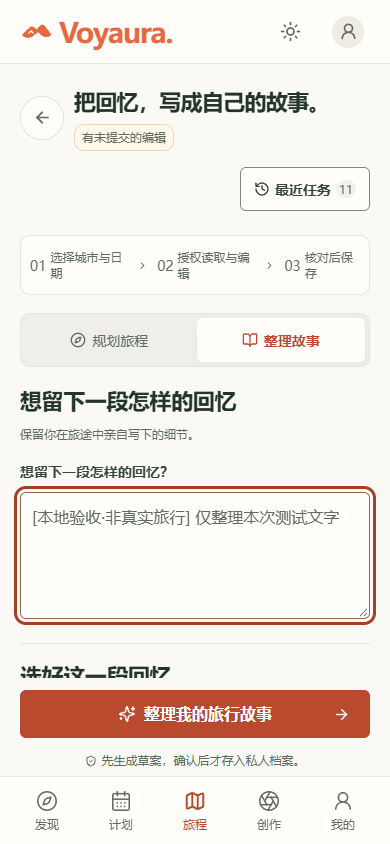 Voyaura.
把回忆，写成自己的故事。
有未提交的编辑
最近任务 11
01 选择城市与日期
02 授权读取与编辑
03 核对后保存
规划旅程
整理故事
想留下一段怎样的回忆
保留你在旅途中亲自写下的细节。
想留下一段怎样的回忆？
[本地验收·非真实旅行] 仅整理本次测试文字
选好这一段回忆
整理我的旅行故事
先生成草案，确认后才存入私人档案。
发现
计划
旅程
创作
我的